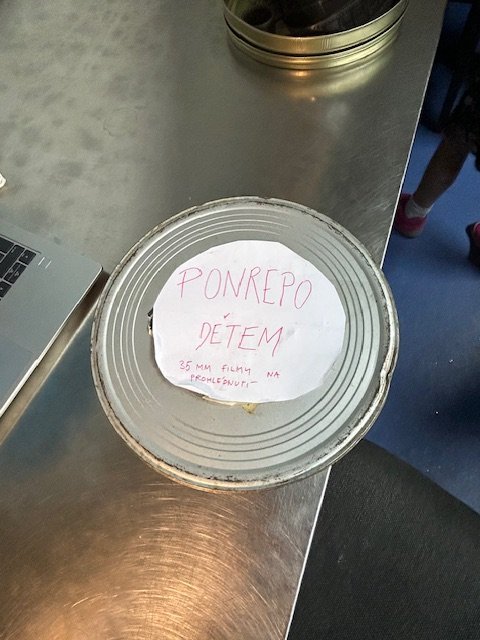 PONREPO
DĚTEM
35 MM FILMY NA
PROHLÉDNUTÍ